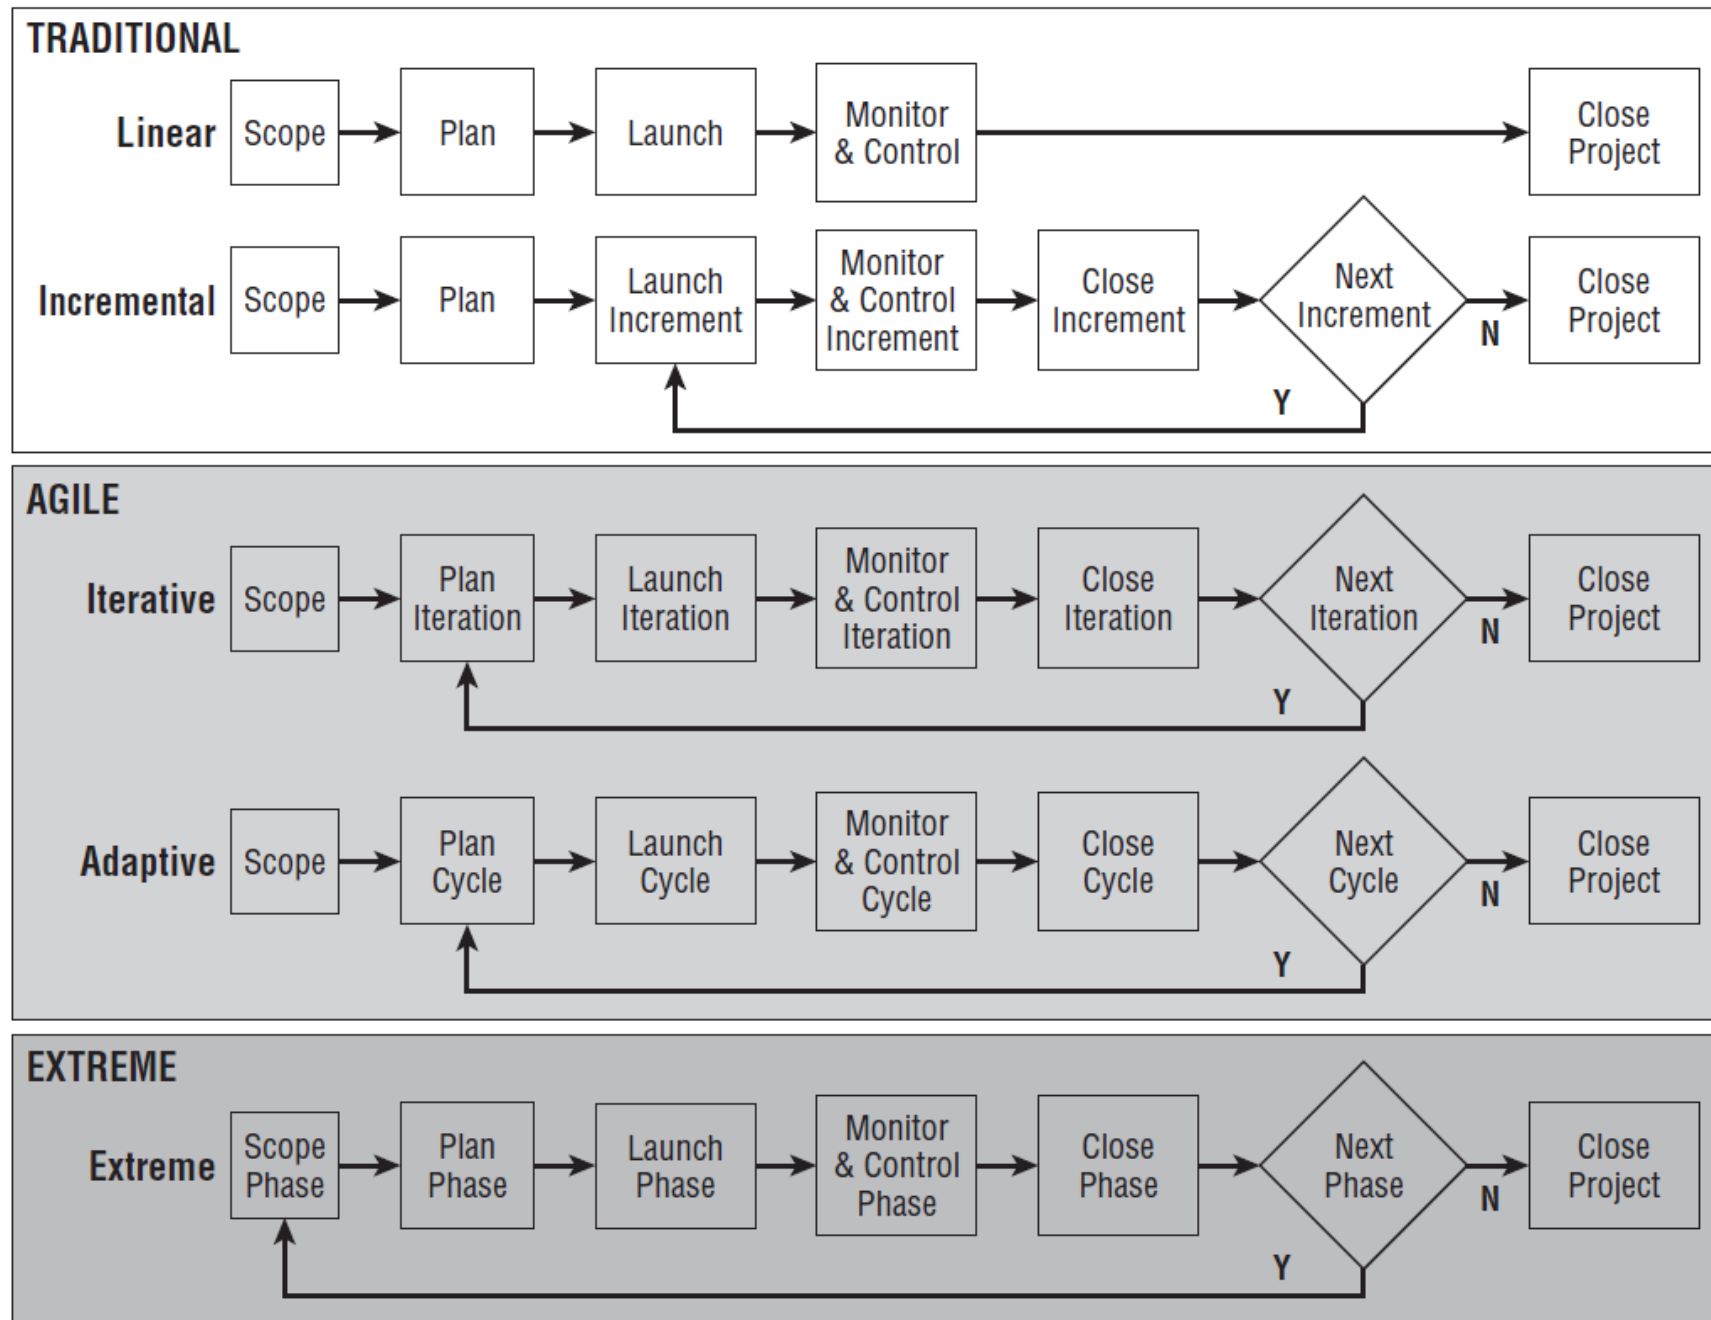 TRADITIONAL
Linear
Scope
Plan
Launch
Monitor
& Control
Close
Project
Incremental
Scope
Plan
Launch
Increment
Monitor
& Control
Increment
Close
Increment
Next
Increment
N
Close
Project
Y
AGILE
Iterative
Scope
Plan
Iteration
Launch
Iteration
Monitor
& Control
Iteration
Close
Iteration
Next
Iteration
N
Close
Project
Y
Adaptive
Scope
Plan
Cycle
Launch
Cycle
Monitor
& Control
Cycle
Close
Cycle
Next
Cycle
N
Close
Project
Y
EXTREME
Extreme
Scope
Phase
Plan
Phase
Launch
Phase
Monitor
& Control
Phase
Close
Phase
Next
Phase
N
Close
Project
Y